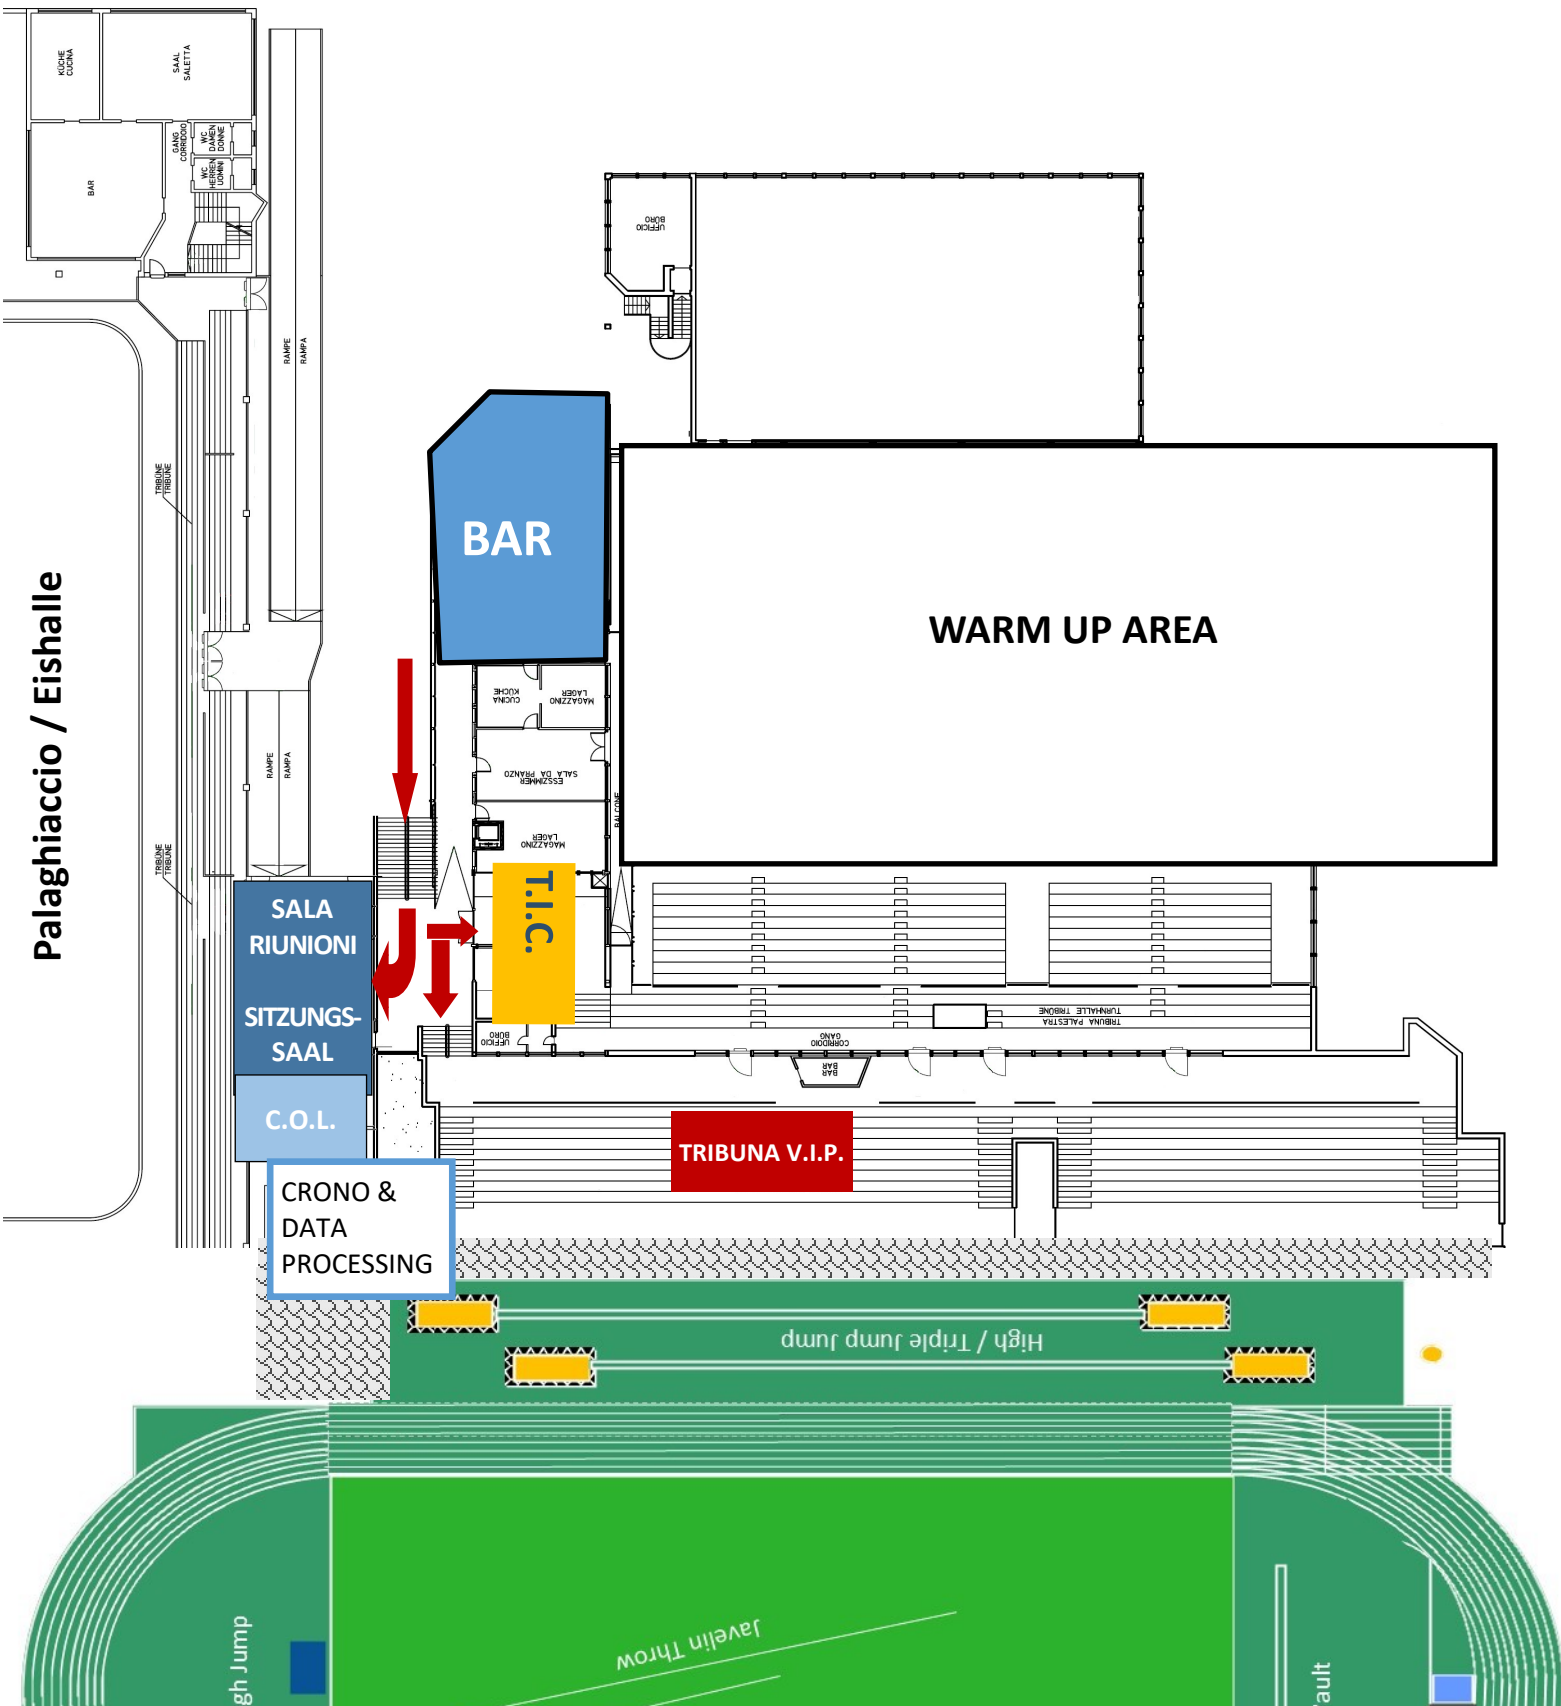 KÜCHE
CUCINA
SAAL
SALETTA
GANG
CORRIDOIO
WC
DAMEN
DONNE
WC
HERREN
UOMINI
BAR
RAMPE
RAMPA
TRIBÜNE
TRIBUNE
UFFICIO
BÜRO
BAR
WARM UP AREA
Palaghiaccio / Eishalle
CUCINA
KÜCHE
MAGAZZINO
LAGER
ESSZIMMER
SALA DA PRANZO
RAMPE
RAMPA
BALCONE
MAGAZZINO
LAGER
TRIBÜNE
TRIBUNE
T.I.C.
SALA
RIUNIONI
SITZUNGS-
SAAL
UFFICIO
BÜRO
TRIBUNA PALESTRA
TURNHALLE TRIBÜNE
CORRIDOIO
GANG
BAR
BAR
C.O.L.
TRIBUNA V.I.P.
CRONO &
DATA
PROCESSING
High / Triple Jump
Javelin Throw
gh Jump
ault